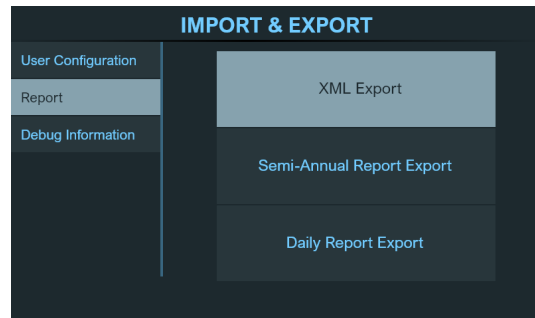 IMPORT & EXPORT
User Configuration
Report
Debug Information
XML Export
Semi-Annual Report Export
Daily Report Export